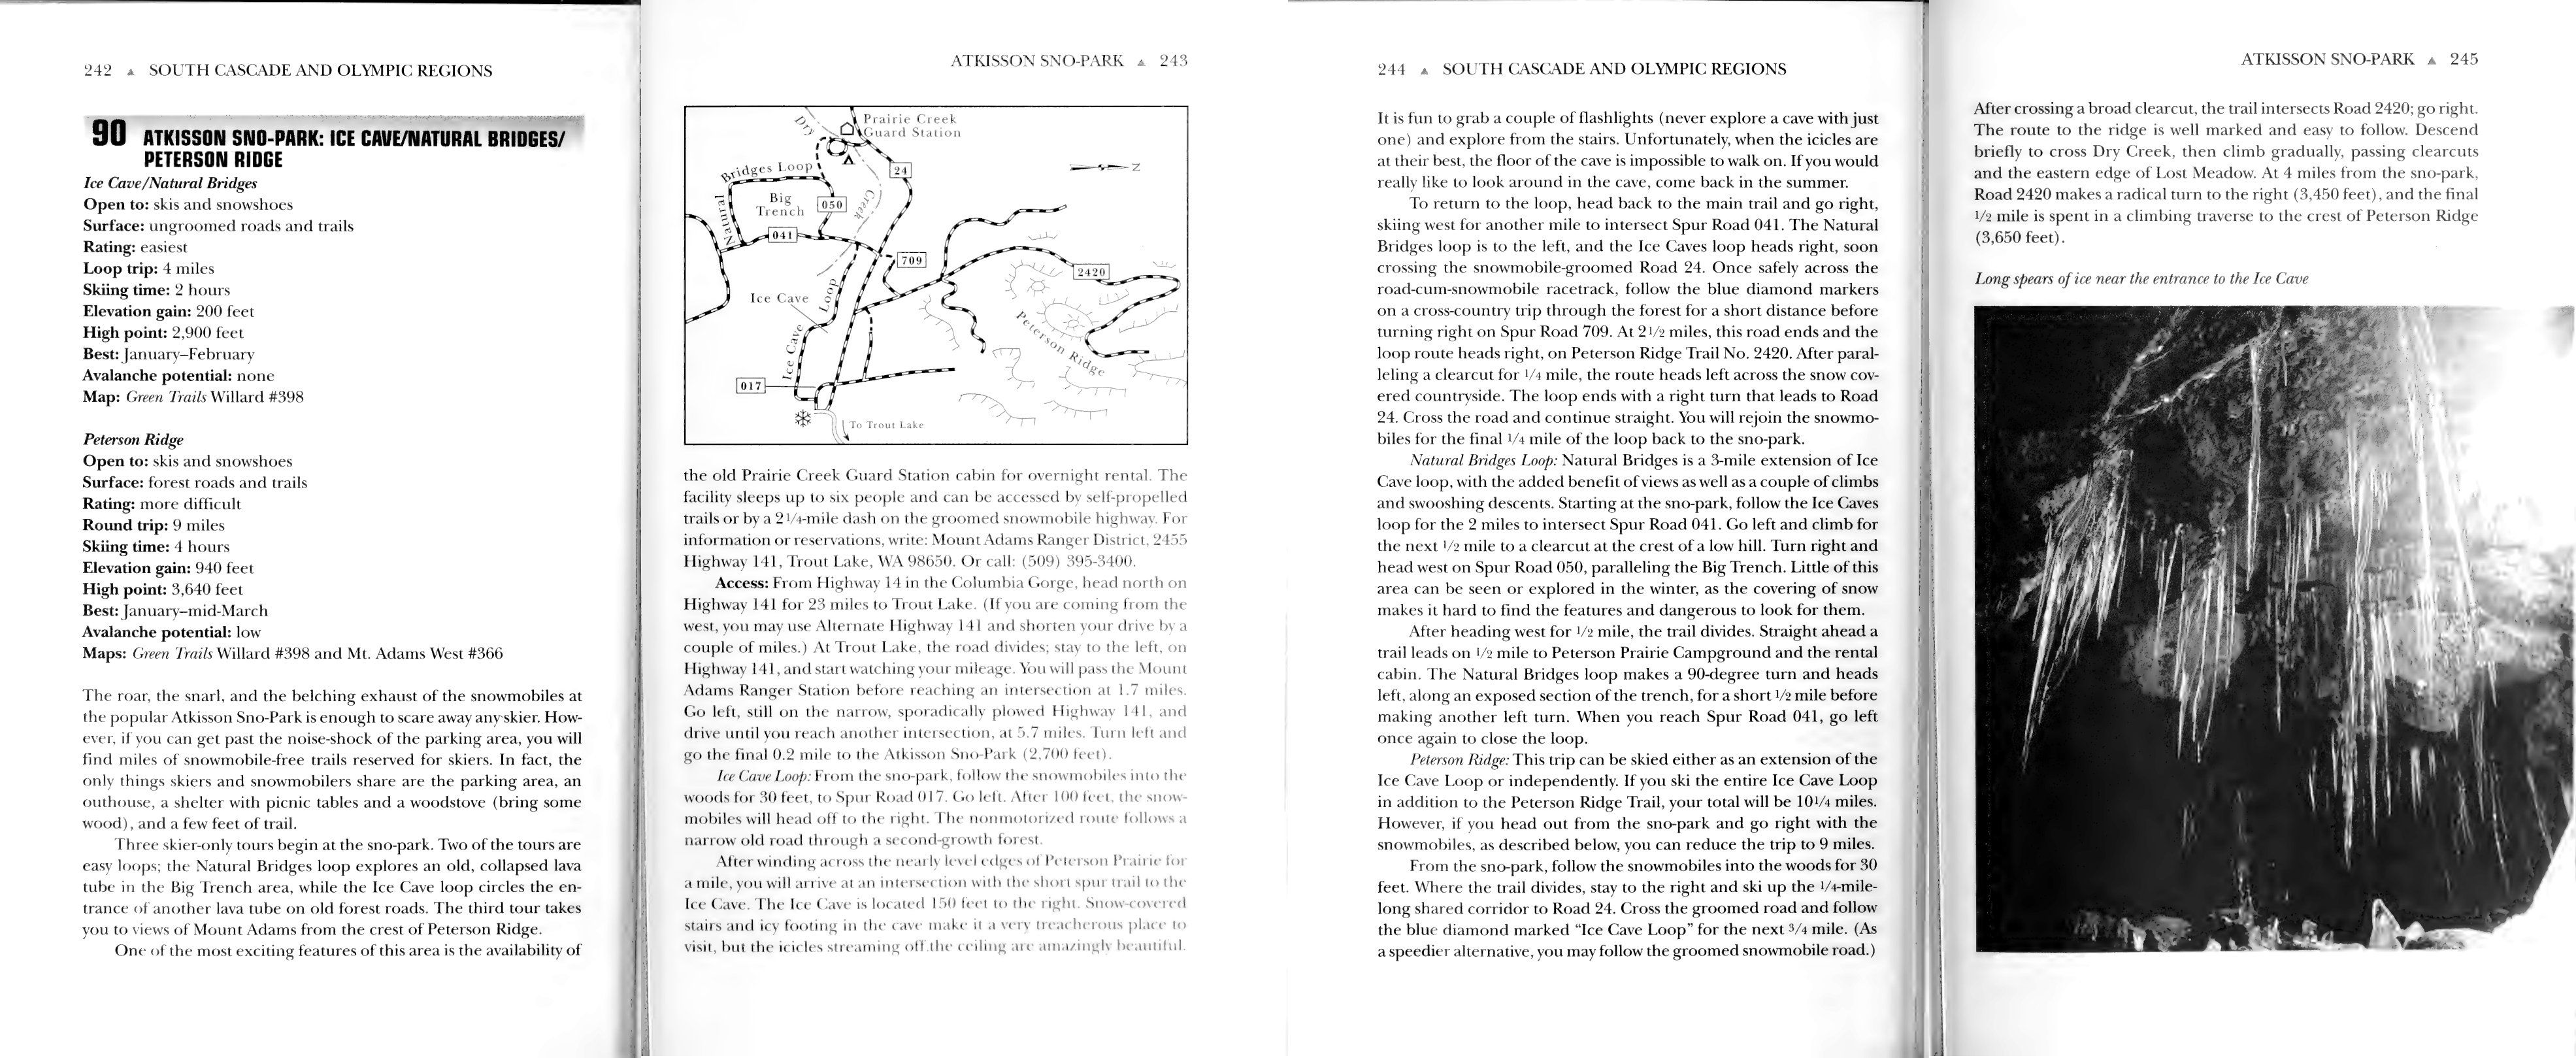 242 ▲ SOUTH CASCADE AND OLYMPIC REGIONS
90 ATKISSON SNO-PARK: ICE CAVE/NATURAL BRIDGES/
PETERSON RIDGE
Ice Cave/Natural Bridges
Open to: skis and snowshoes
Surface: ungroomed roads and trails
Rating: easiest
Loop trip: 4 miles
Skiing time: 2 hours
Elevation gain: 200 feet
High point: 2,900 feet
Best: January–February
Avalanche potential: none
Map: Green Trails Willard #398
Peterson Ridge
Open to: skis and snowshoes
Surface: forest roads and trails
Rating: more difficult
Round trip: 9 miles
Skiing time: 4 hours
Elevation gain: 940 feet
High point: 3,640 feet
Best: January–mid-March
Avalanche potential: low
Maps: Green Trails Willard #398 and Mt. Adams West #366
The roar, the snarl, and the belching exhaust of the snowmobiles at
the popular Atkisson Sno-Park is enough to scare away any skier. How-
ever, if you can get past the noise-shock of the parking area, you will
find miles of snowmobile-free trails reserved for skiers. In fact, the
only things skiers and snowmobilers share are the parking area, an
outhouse, a shelter with picnic tables and a woodstove (bring some
wood), and a few feet of trail.
Three skier-only tours begin at the sno-park. Two of the tours are
easy loops; the Natural Bridges loop explores an old, collapsed lava
tube in the Big Trench area, while the Ice Cave loop circles the en-
trance of another lava tube on old forest roads. The third tour takes
you to views of Mount Adams from the crest of Peterson Ridge.
One of the most exciting features of this area is the availability of
ATKISSON SNO-PARK ▲ 243
Prairie Creek
Guard Station
Dry
Creek
24
N
Bridges Loop
Natural
Big
Trench
050
041
709
2420
Ice Cave
Loop
Ice Cave
Peterson Ridge
017
To Trout Lake
the old Prairie Creek Guard Station cabin for overnight rental. The
facility sleeps up to six people and can be accessed by self-propelled
trails or by a 2 1/4-mile dash on the groomed snowmobile highway. For
information or reservations, write: Mount Adams Ranger District, 2455
Highway 141, Trout Lake, WA 98650. Or call: (509) 395-3400.
Access: From Highway 14 in the Columbia Gorge, head north on
Highway 141 for 23 miles to Trout Lake. (If you are coming from the
west, you may use Alternate Highway 141 and shorten your drive by a
couple of miles.) At Trout Lake, the road divides; stay to the left, on
Highway 141, and start watching your mileage. You will pass the Mount
Adams Ranger Station before reaching an intersection at 1.7 miles.
Go left, still on the narrow, sporadically plowed Highway 141, and
drive until you reach another intersection, at 5.7 miles. Turn left and
go the final 0.2 mile to the Atkisson Sno-Park (2,700 feet).
Ice Cave Loop: From the sno-park, follow the snowmobiles into the
woods for 30 feet, to Spur Road 017. Go left. After 100 feet, the snow-
mobiles will head off to the right. The nonmotorized route follows a
narrow old road through a second-growth forest.
After winding across the nearly level edges of Peterson Prairie for
a mile, you will arrive at an intersection with the short spur trail to the
Ice Cave. The Ice Cave is located 150 feet to the right. Snow-covered
stairs and icy footing in the cave make it a very treacherous place to
visit, but the icicles streaming off the ceiling are amazingly beautiful.
244 ▲ SOUTH CASCADE AND OLYMPIC REGIONS
It is fun to grab a couple of flashlights (never explore a cave with just
one) and explore from the stairs. Unfortunately, when the icicles are
at their best, the floor of the cave is impossible to walk on. If you would
really like to look around in the cave, come back in the summer.
To return to the loop, head back to the main trail and go right,
skiing west for another mile to intersect Spur Road 041. The Natural
Bridges loop is to the left, and the Ice Caves loop heads right, soon
crossing the snowmobile-groomed Road 24. Once safely across the
road-cum-snowmobile racetrack, follow the blue diamond markers
on a cross-country trip through the forest for a short distance before
turning right on Spur Road 709. At 2 1/2 miles, this road ends and the
loop route heads right, on Peterson Ridge Trail No. 2420. After paral-
leling a clearcut for 1/4 mile, the route heads left across the snow cov-
ered countryside. The loop ends with a right turn that leads to Road
24. Cross the road and continue straight. You will rejoin the snowmo-
biles for the final 1/4 mile of the loop back to the sno-park.
Natural Bridges Loop: Natural Bridges is a 3-mile extension of Ice
Cave loop, with the added benefit of views as well as a couple of climbs
and swooshing descents. Starting at the sno-park, follow the Ice Caves
loop for the 2 miles to intersect Spur Road 041. Go left and climb for
the next 1/2 mile to a clearcut at the crest of a low hill. Turn right and
head west on Spur Road 050, paralleling the Big Trench. Little of this
area can be seen or explored in the winter, as the covering of snow
makes it hard to find the features and dangerous to look for them.
After heading west for 1/2 mile, the trail divides. Straight ahead a
trail leads on 1/2 mile to Peterson Prairie Campground and the rental
cabin. The Natural Bridges loop makes a 90-degree turn and heads
left, along an exposed section of the trench, for a short 1/2 mile before
making another left turn. When you reach Spur Road 041, go left
once again to close the loop.
Peterson Ridge: This trip can be skied either as an extension of the
Ice Cave Loop or independently. If you ski the entire Ice Cave Loop
in addition to the Peterson Ridge Trail, your total will be 10 1/4 miles.
However, if you head out from the sno-park and go right with the
snowmobiles, as described below, you can reduce the trip to 9 miles.
From the sno-park, follow the snowmobiles into the woods for 30
feet. Where the trail divides, stay to the right and ski up the 1/4-mile-
long shared corridor to Road 24. Cross the groomed road and follow
the blue diamond marked “Ice Cave Loop” for the next 3/4 mile. (As
a speedier alternative, you may follow the groomed snowmobile road.)
ATKISSON SNO-PARK ▲ 245
After crossing a broad clearcut, the trail intersects Road 2420; go right.
The route to the ridge is well marked and easy to follow. Descend
briefly to cross Dry Creek, then climb gradually, passing clearcuts
and the eastern edge of Lost Meadow. At 4 miles from the sno-park,
Road 2420 makes a radical turn to the right (3,450 feet), and the final
1/2 mile is spent in a climbing traverse to the crest of Peterson Ridge
(3,650 feet).
Long spears of ice near the entrance to the Ice Cave